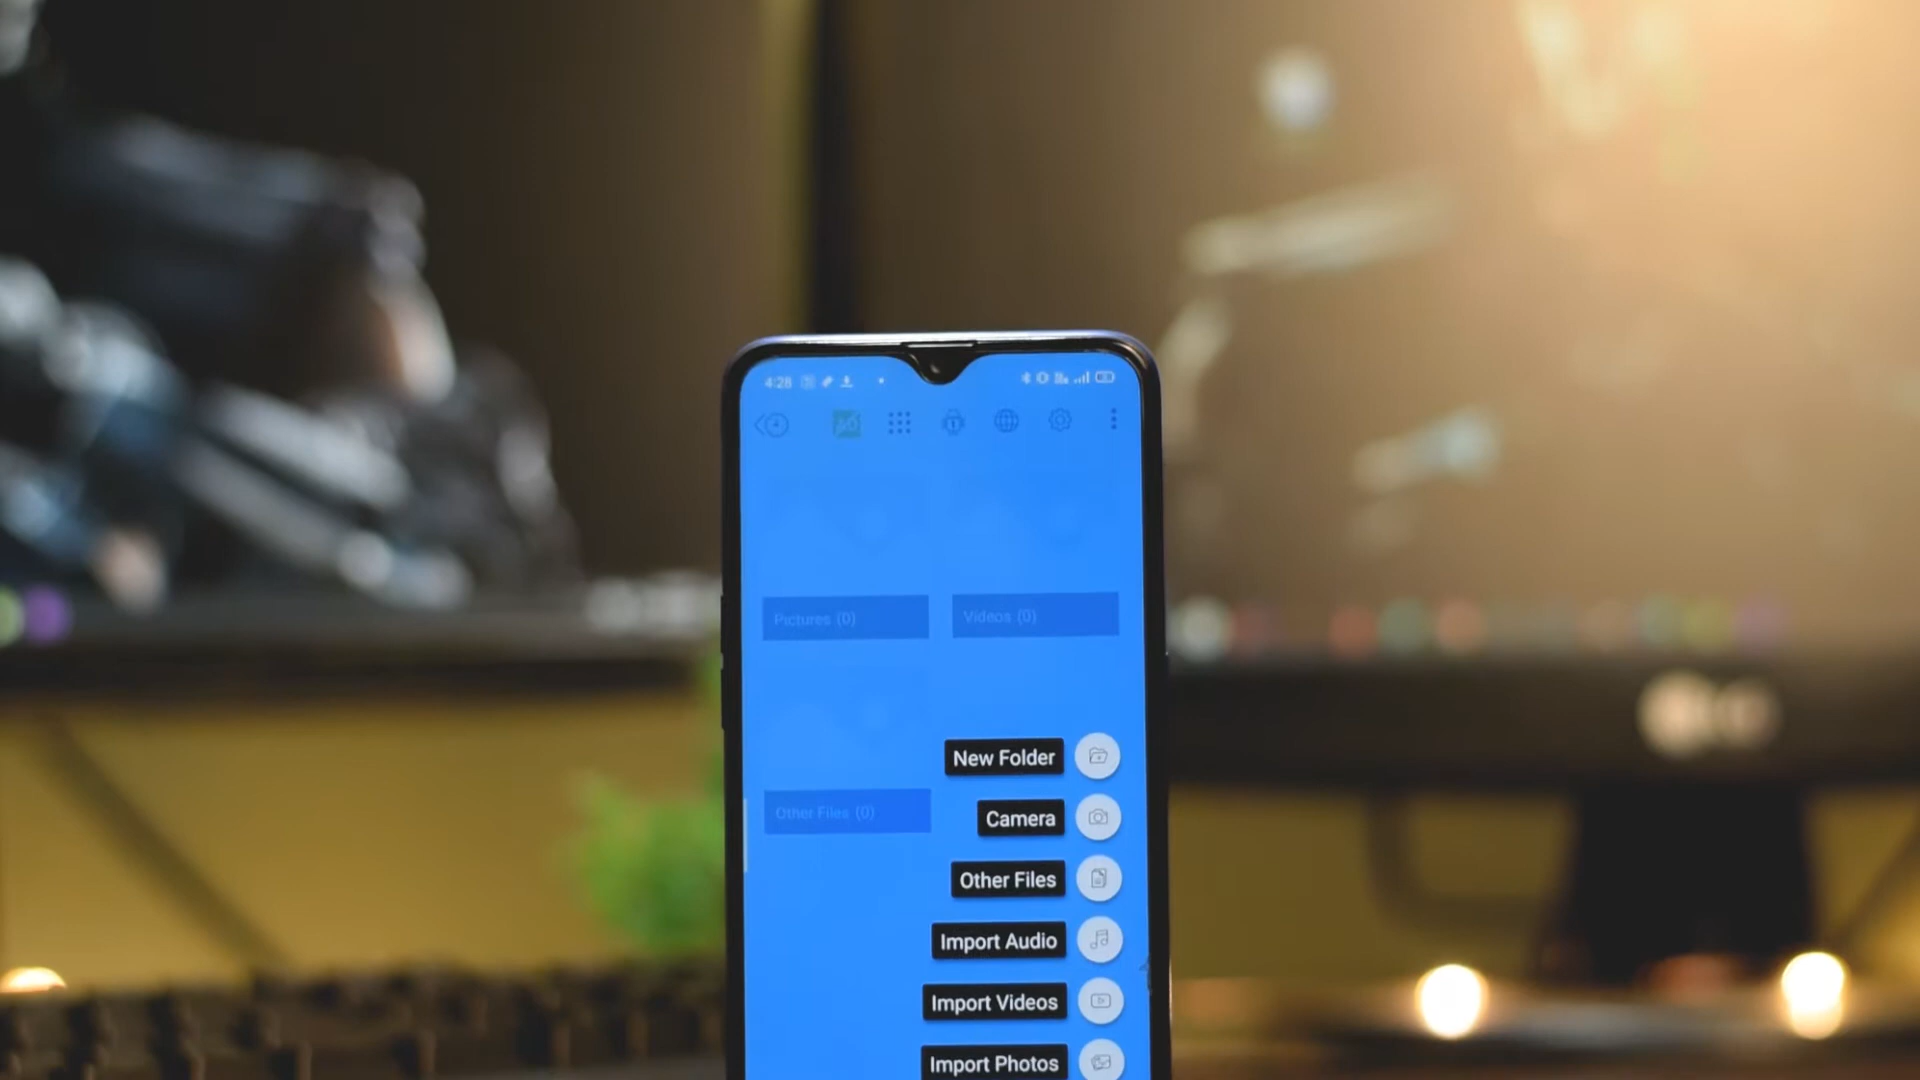 4:28
Pictures (0)
Videos (0)
New Folder
Other Files (0)
Camera
Other Files
Import Audio
Import Videos
Import Photos